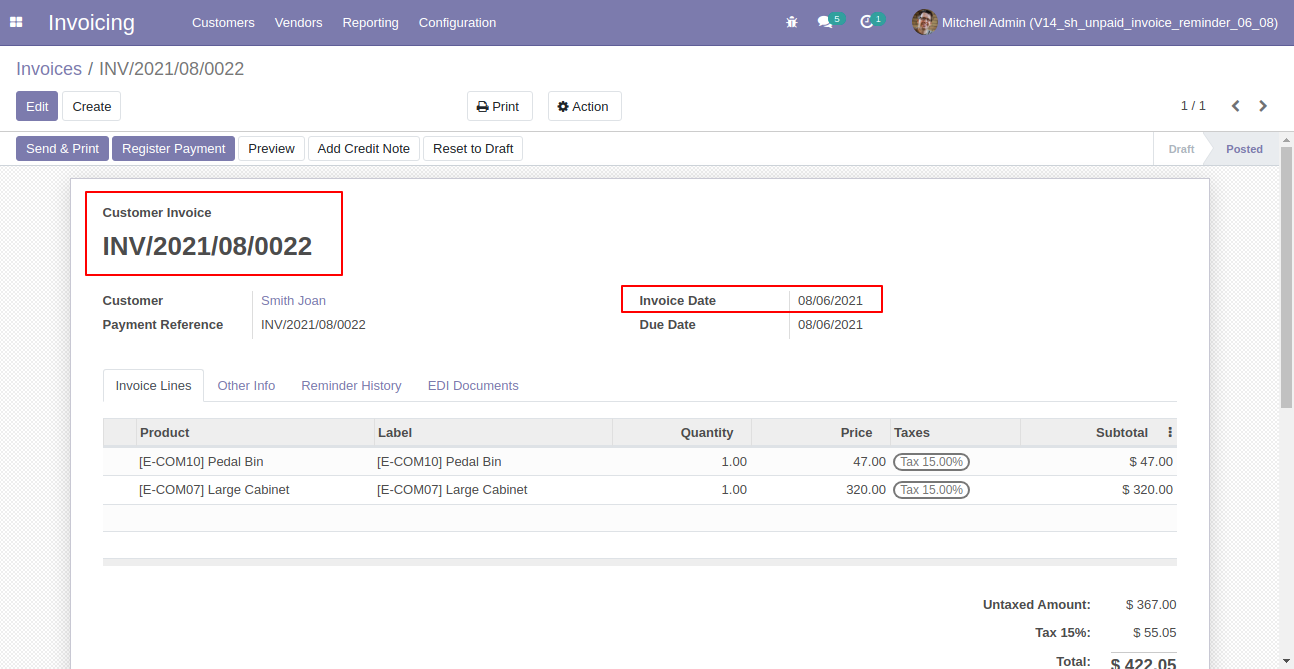 Invoicing Customers Vendors Reporting Configuration 5 1 Mitchell Admin (V14_sh_unpaid_invoice_reminder_06_08)
Invoices / INV/2021/08/0022
Edit Create Print Action 1 / 1
Send & Print Register Payment Preview Add Credit Note Reset to Draft Draft Posted
Customer Invoice
INV/2021/08/0022
Customer Smith Joan Invoice Date 08/06/2021
Payment Reference INV/2021/08/0022 Due Date 08/06/2021
Invoice Lines Other Info Reminder History EDI Documents
Product Label Quantity Price Taxes Subtotal
[E-COM10] Pedal Bin [E-COM10] Pedal Bin 1.00 47.00 Tax 15.00% $ 47.00
[E-COM07] Large Cabinet [E-COM07] Large Cabinet 1.00 320.00 Tax 15.00% $ 320.00
Untaxed Amount: $ 367.00
Tax 15%: $ 55.05
Total: $ 422.05